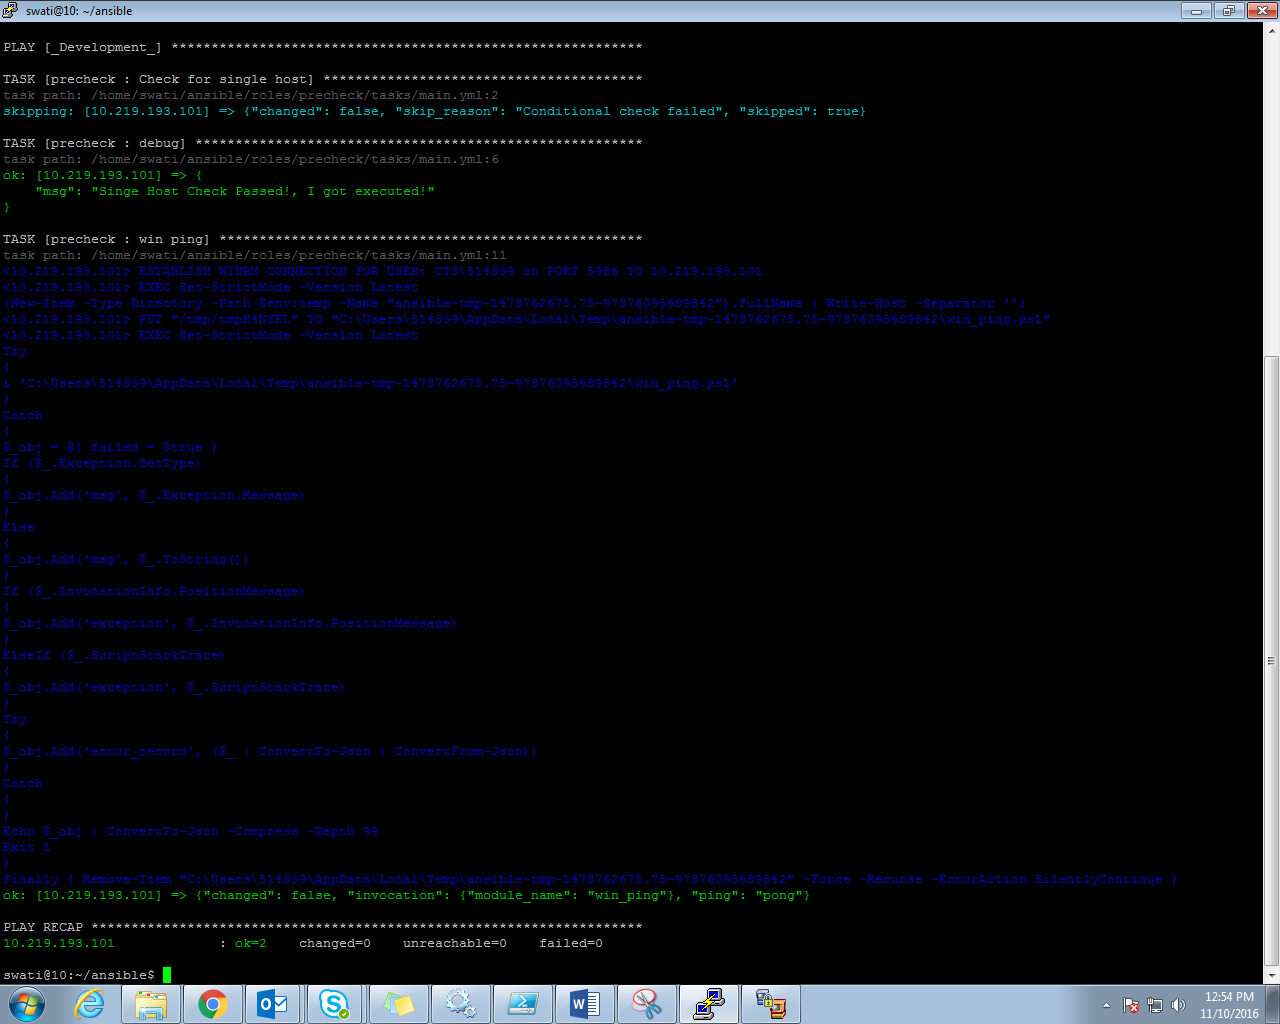 swati@10: ~/ansible
PLAY [_Development_] ***********************************************************
TASK [precheck : Check for single host] ****************************************
task path: /home/swati/ansible/roles/precheck/tasks/main.yml:2
skipping: [10.219.193.101] => {"changed": false, "skip_reason": "Conditional check failed", "skipped": true}
TASK [precheck : debug] ********************************************************
task path: /home/swati/ansible/roles/precheck/tasks/main.yml:6
ok: [10.219.193.101] => {
    "msg": "Singe Host Check Passed!, I got executed!"
}
TASK [precheck : win ping] *****************************************************
task path: /home/swati/ansible/roles/precheck/tasks/main.yml:11
<10.219.193.101> ESTABLISH WINRM CONNECTION FOR USER: CTS\514359 on PORT 5986 TO 10.219.193.101
<10.219.193.101> EXEC Set-StrictMode -Version Latest
(New-Item -Type Directory -Path $env:temp -Name "ansible-tmp-1478762675.75-97876095689842").FullName | Write-Host -Separator '';
<10.219.193.101> PUT "/tmp/tmpH4NYEL" TO "C:\Users\514359\AppData\Local\Temp\ansible-tmp-1478762675.75-97876095689842\win_ping.ps1"
<10.219.193.101> EXEC Set-StrictMode -Version Latest
Try
{
& 'C:\Users\514359\AppData\Local\Temp\ansible-tmp-1478762675.75-97876095689842\win_ping.ps1'
}
Catch
{
$_obj = @{ failed = $true }
If ($_.Exception.GetType)
{
$_obj.Add('msg', $_.Exception.Message)
}
Else
{
$_obj.Add('msg', $_.ToString())
}
If ($_.InvocationInfo.PositionMessage)
{
$_obj.Add('exception', $_.InvocationInfo.PositionMessage)
}
ElseIf ($_.ScriptStackTrace)
{
$_obj.Add('exception', $_.ScriptStackTrace)
}
Try
{
$_obj.Add('error_record', ($_ | ConvertTo-Json | ConvertFrom-Json))
}
Catch
{
}
Echo $_obj | ConvertTo-Json -Compress -Depth 99
Exit 1
}
Finally { Remove-Item "C:\Users\514359\AppData\Local\Temp\ansible-tmp-1478762675.75-97876095689842" -Force -Recurse -ErrorAction SilentlyContinue }
ok: [10.219.193.101] => {"changed": false, "invocation": {"module_name": "win_ping"}, "ping": "pong"}
PLAY RECAP *********************************************************************
10.219.193.101             : ok=2    changed=0    unreachable=0    failed=0
swati@10:~/ansible$
12:54 PM
11/10/2016